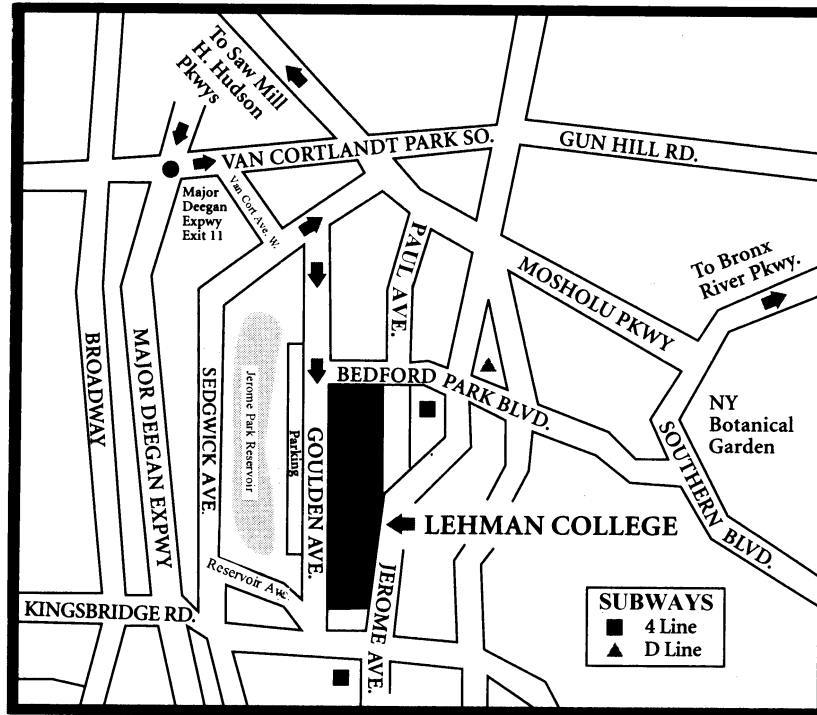 To Saw Mill
H. Hudson
Pkwys
VAN CORTLANDT PARK SO.
GUN HILL RD.
Van Cort Ave. W.
Major
Deegan
Expwy
Exit 11
PAUL AVE.
MOSHOLU PKWY
To Bronx
River Pkwy.
BROADWAY
MAJOR DEEGAN EXPWY
SEDGWICK AVE.
Jerome Park Reservoir
Parking
GOULDEN AVE.
BEDFORD PARK BLVD.
NY
Botanical
Garden
SOUTHERN BLVD.
LEHMAN COLLEGE
Reservoir Ave.
JEROME AVE.
KINGSBRIDGE RD.
SUBWAYS
4 Line
D Line